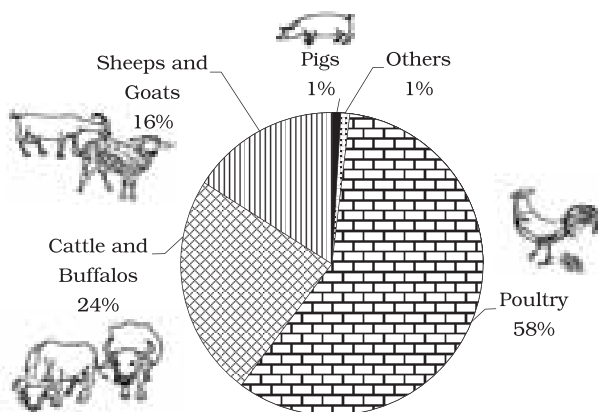 Pigs
1%
Others
1%
Sheeps and
Goats
16%
Cattle and
Buffalos
24%
Poultry
58%